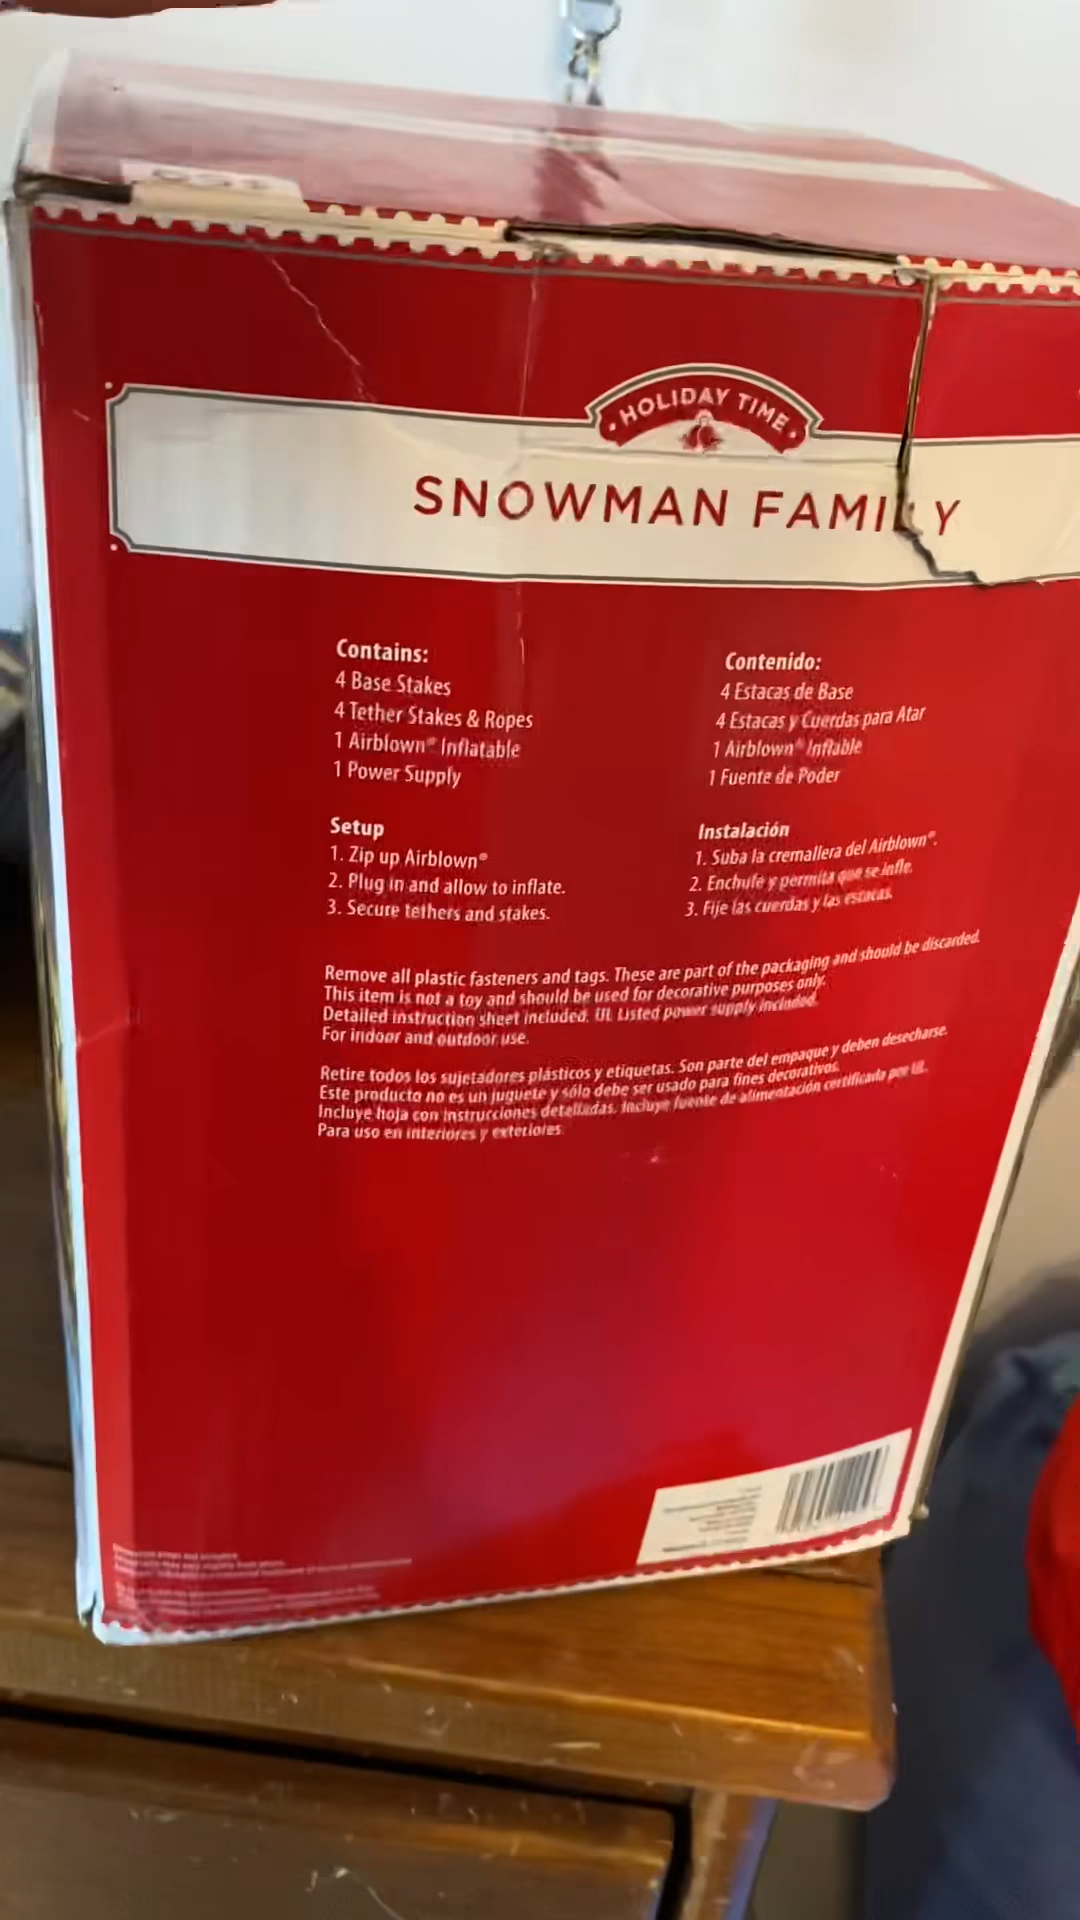 HOLIDAY TIME
SNOWMAN FAMILY
Contains:
4 Base Stakes
4 Tether Stakes & Ropes
1 Airblown® Inflatable
1 Power Supply
Contenido:
4 Estacas de Base
4 Estacas y Cuerdas para Atar
1 Airblown® Inflable
1 Fuente de Poder
Setup
1. Zip up Airblown®
2. Plug in and allow to inflate.
3. Secure tethers and stakes.
Instalación
1. Suba la cremallera del Airblown®.
2. Enchufe y permita que se infle.
3. Fije las cuerdas y las estacas.
Remove all plastic fasteners and tags. These are part of the packaging and should be discarded.
This item is not a toy and should be used for decorative purposes only.
Detailed instruction sheet included. UL Listed power supply included.
For indoor and outdoor use.
Retire todos los sujetadores plásticos y etiquetas. Son parte del empaque y deben desecharse.
Este producto no es un juguete y sólo debe ser usado para fines decorativos.
Incluye hoja con instrucciones detalladas. Incluye fuente de alimentación certificada por UL.
Para uso en interiores y exteriores.